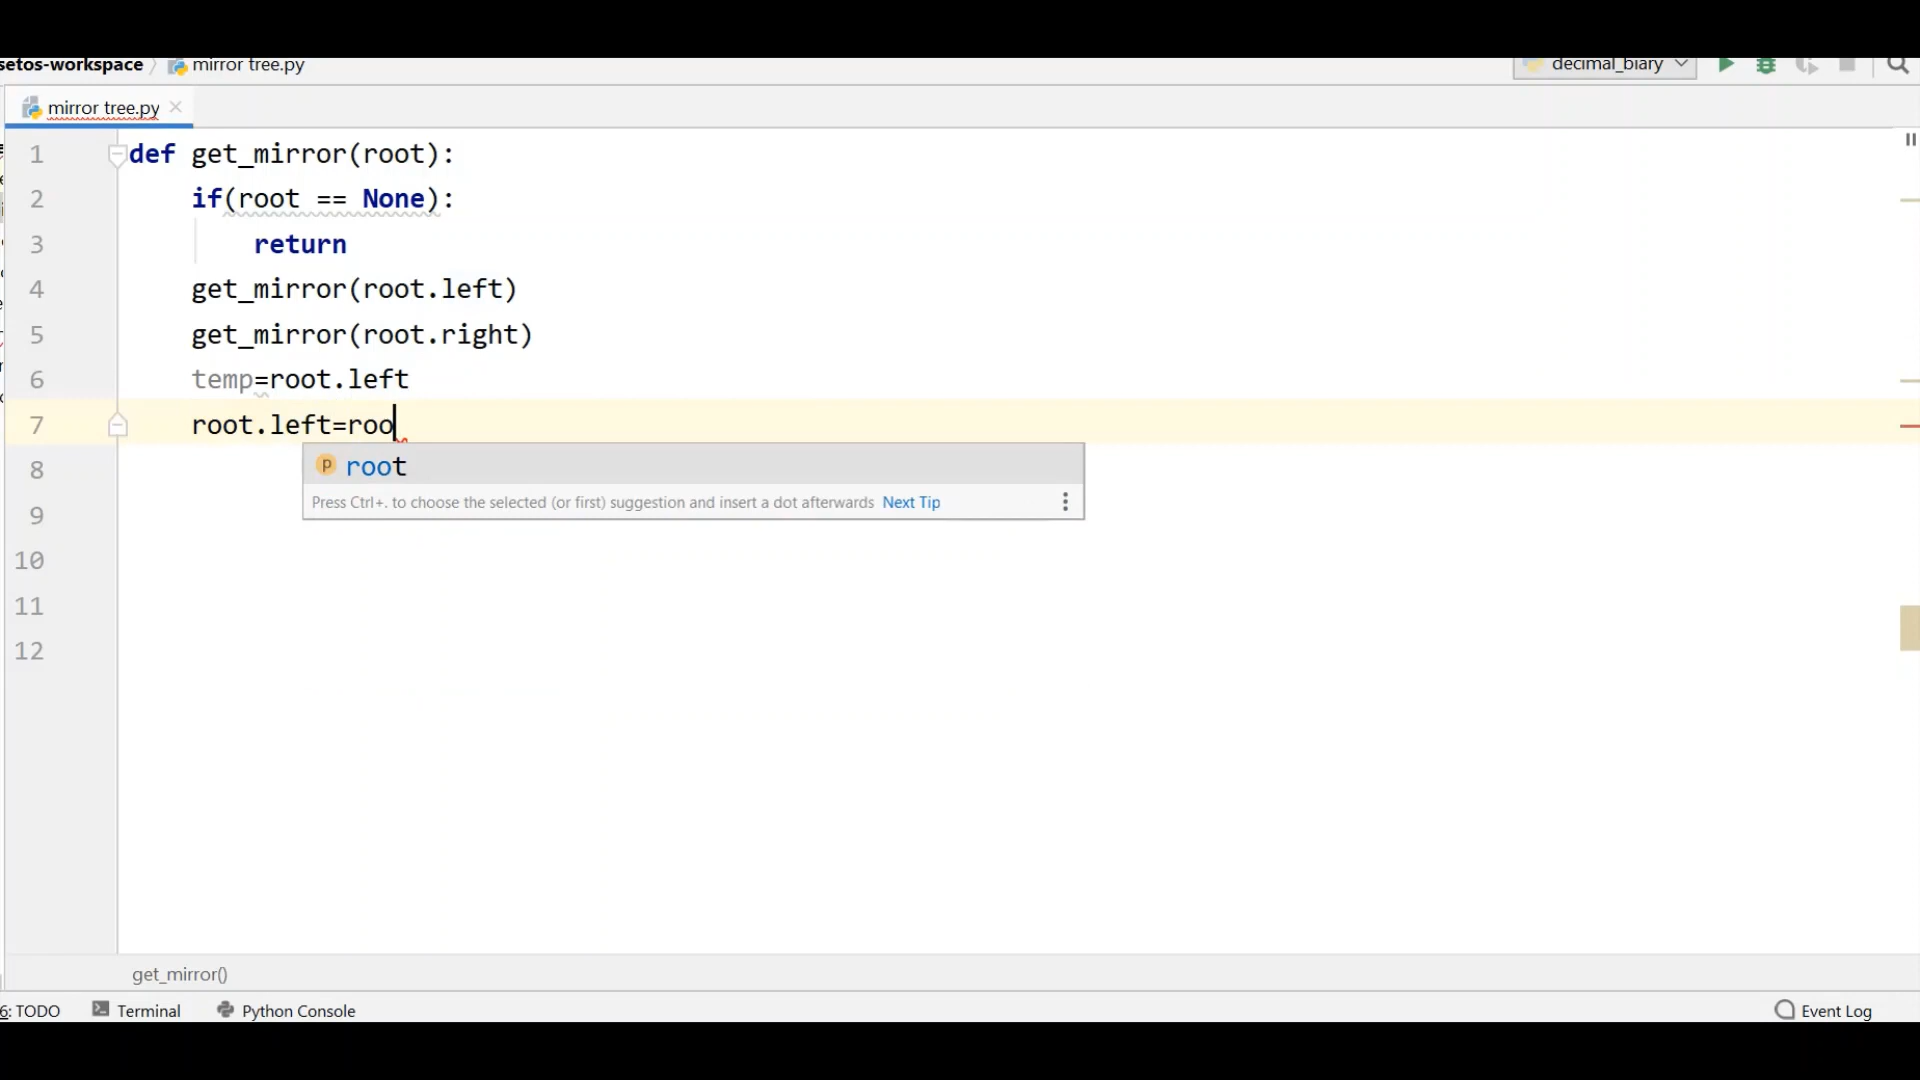 setos-workspace 〉 mirror tree.py decimal_biary
mirror tree.py
1 def get_mirror(root):
2 if(root == None):
3 return
4 get_mirror(root.left)
5 get_mirror(root.right)
6 temp=root.left
7 root.left=roo
p root
8
Press Ctrl+. to choose the selected (or first) suggestion and insert a dot afterwards Next Tip
9
10
11
12
get_mirror()
6: TODO Terminal Python Console Event Log